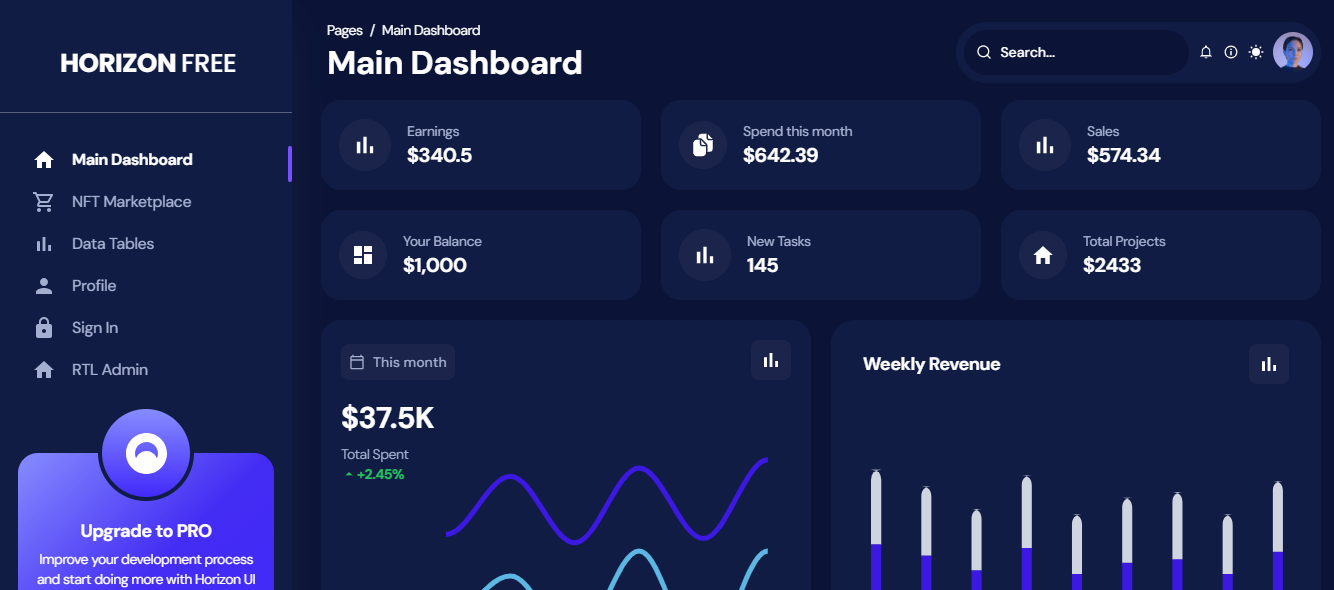 HORIZON FREE
Main Dashboard
NFT Marketplace
Data Tables
Profile
Sign In
RTL Admin
Upgrade to PRO
Improve your development process
and start doing more with Horizon UI
Pages / Main Dashboard
Main Dashboard
Search...
Earnings
$340.5
Spend this month
$642.39
Sales
$574.34
Your Balance
$1,000
New Tasks
145
Total Projects
$2433
This month
$37.5K
Total Spent
+2.45%
Weekly Revenue